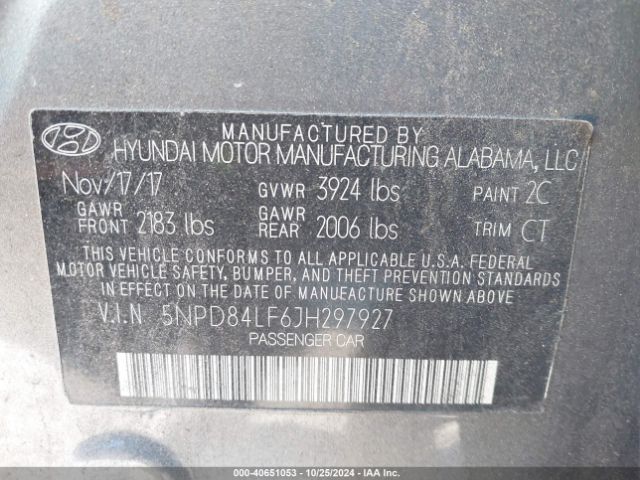 MANUFACTURED BY
HYUNDAI MOTOR MANUFACTURING ALABAMA, LLC
Nov/17/17 GVWR 3924 lbs PAINT 2C
GAWR FRONT 2183 lbs GAWR REAR 2006 lbs TRIM CT
THIS VEHICLE CONFORMS TO ALL APPLICABLE U.S.A. FEDERAL
MOTOR VEHICLE SAFETY, BUMPER, AND THEFT PREVENTION STANDARDS
IN EFFECT ON THE DATE OF MANUFACTURE SHOWN ABOVE.
V.I.N 5NPD84LF6JH297927
PASSENGER CAR
000-40651053 - 10/25/2024 - IAA Inc.